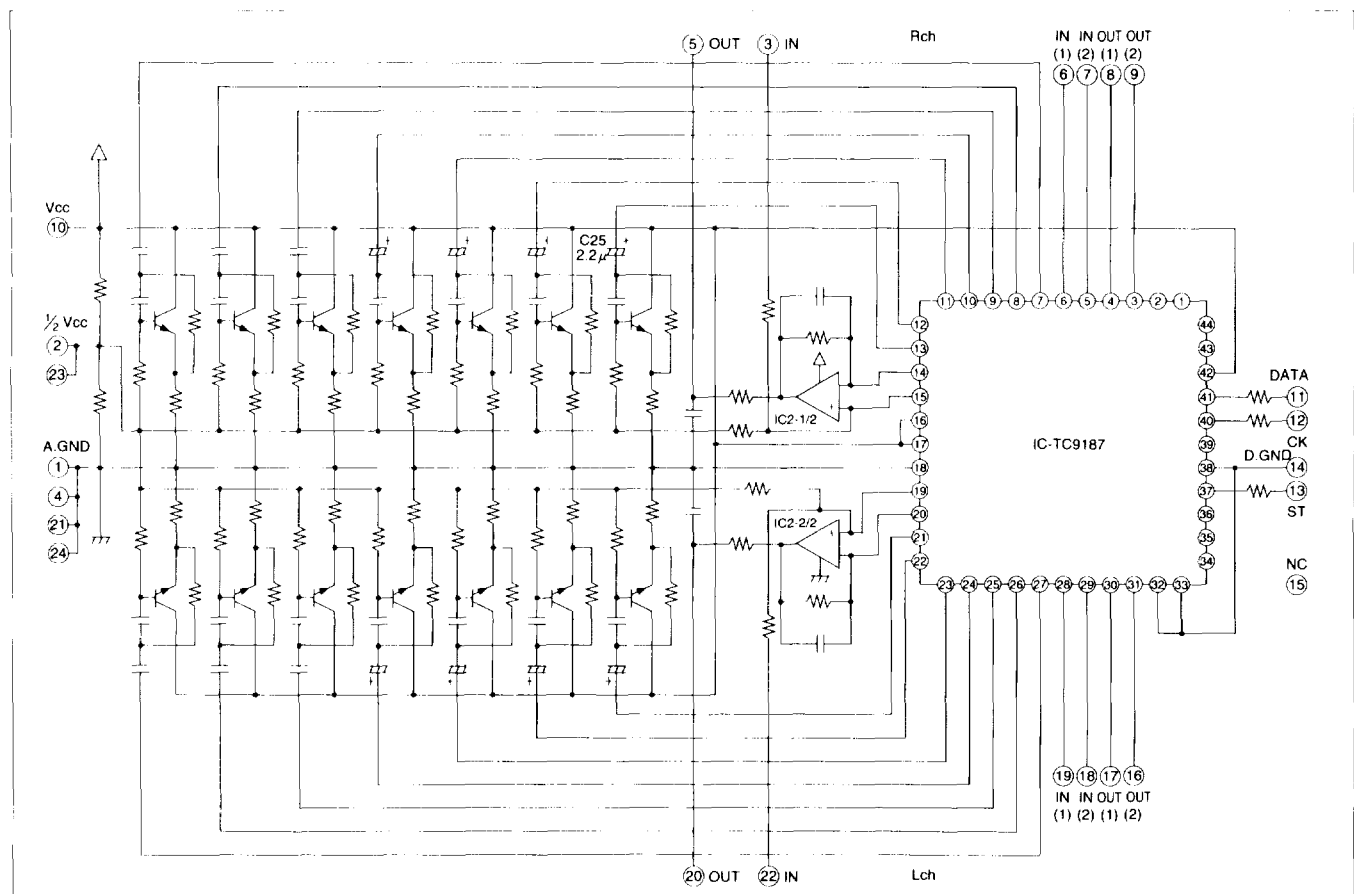 5 OUT 3 IN Rch
IN IN OUT OUT
(1) (2) (1) (2)
6 7 8 9
Vcc
10
C25
2.2μ
11 10 9 8 7 6 5 4 3 2 1
½ Vcc
2
23
12
13
14
15
16
17
18
19
20
21
22
44
43
42
41
40
39
38
37
36
35
34
DATA
11
12
CK
D.GND
14
13
ST
NC
15
+
+
+
+
+
IC2-1/2
IC-TC9187
A.GND
1
4
21
24
+
IC2-2/2
+
+
+
+
23 24 25 26 27 28 29 30 31 32 33
19 18 17 16
IN IN OUT OUT
(1) (2) (1) (2)
20 OUT 22 IN Lch